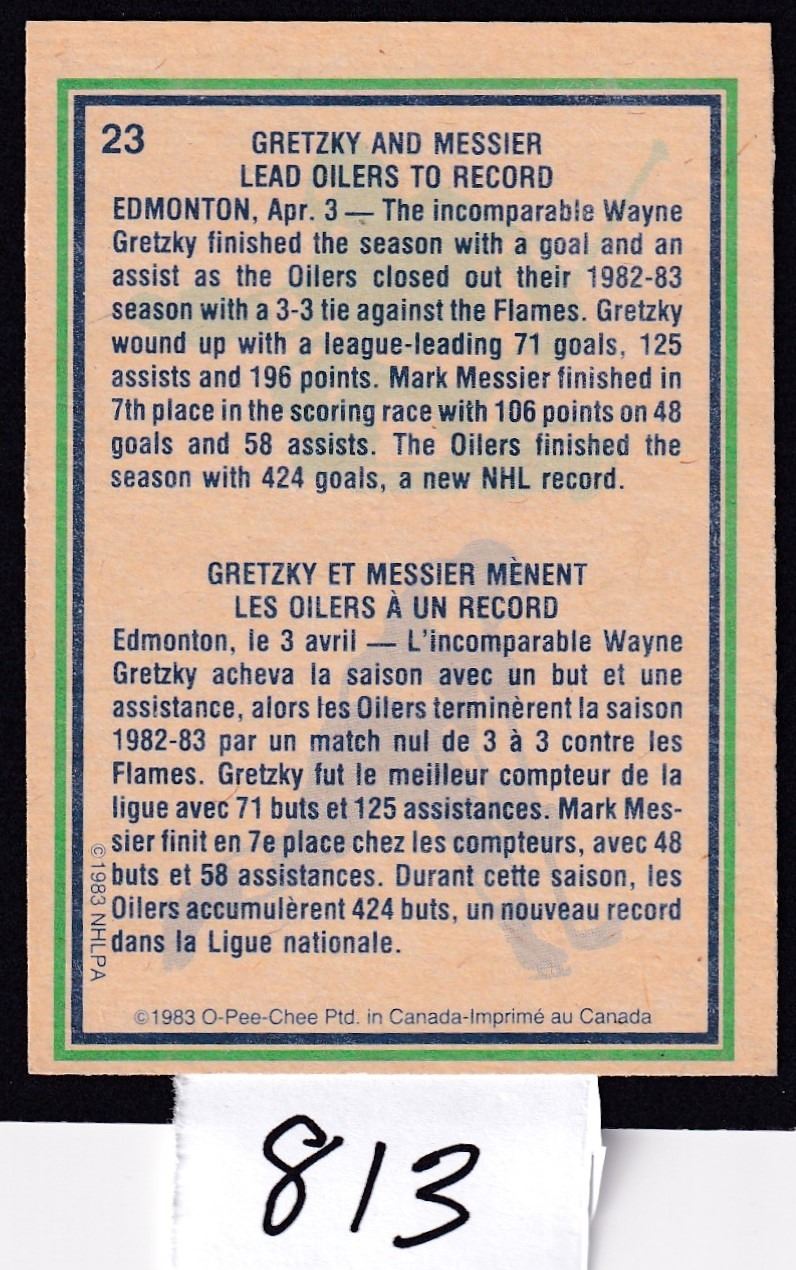 23
GRETZKY AND MESSIER
LEAD OILERS TO RECORD
EDMONTON, Apr. 3 — The incomparable Wayne
Gretzky finished the season with a goal and an
assist as the Oilers closed out their 1982-83
season with a 3-3 tie against the Flames. Gretzky
wound up with a league-leading 71 goals, 125
assists and 196 points. Mark Messier finished in
7th place in the scoring race with 106 points on 48
goals and 58 assists. The Oilers finished the
season with 424 goals, a new NHL record.
GRETZKY ET MESSIER MÈNENT
LES OILERS À UN RECORD
Edmonton, le 3 avril — L'incomparable Wayne
Gretzky acheva la saison avec un but et une
assistance, alors les Oilers terminèrent la saison
1982-83 par un match nul de 3 à 3 contre les
Flames. Gretzky fut le meilleur compteur de la
ligue avec 71 buts et 125 assistances. Mark Mes-
sier finit en 7e place chez les compteurs, avec 48
buts et 58 assistances. Durant cette saison, les
Oilers accumulèrent 424 buts, un nouveau record
dans la Ligue nationale.
©1983 NHLPA
©1983 O-Pee-Chee Ptd. in Canada-Imprimé au Canada
813